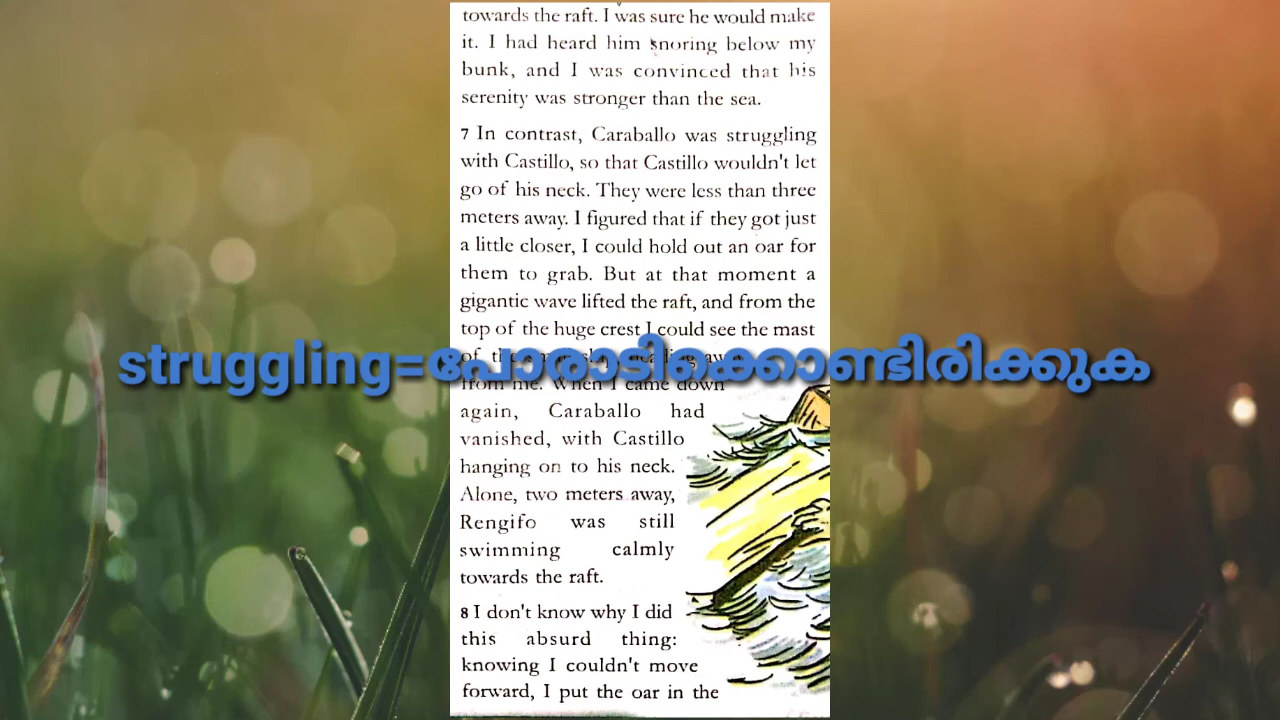 towards the raft. I was sure he would make
it. I had heard him snoring below my
bunk, and I was convinced that his
serenity was stronger than the sea.
7 In contrast, Caraballo was struggling
with Castillo, so that Castillo wouldn't let
go of his neck. They were less than three
meters away. I figured that if they got just
a little closer, I could hold out an oar for
them to grab. But at that moment a
gigantic wave lifted the raft, and from the
top of the huge crest I could see the mast
of the heading away
struggling=പോരാടിക്കൊണ്ടിരിക്കുക
from me. When I came down
again, Caraballo had
vanished, with Castillo
hanging on to his neck.
Alone, two meters away,
Rengifo was still
swimming calmly
towards the raft.
8 I don't know why I did
this absurd thing:
knowing I couldn't move
forward, I put the oar in the